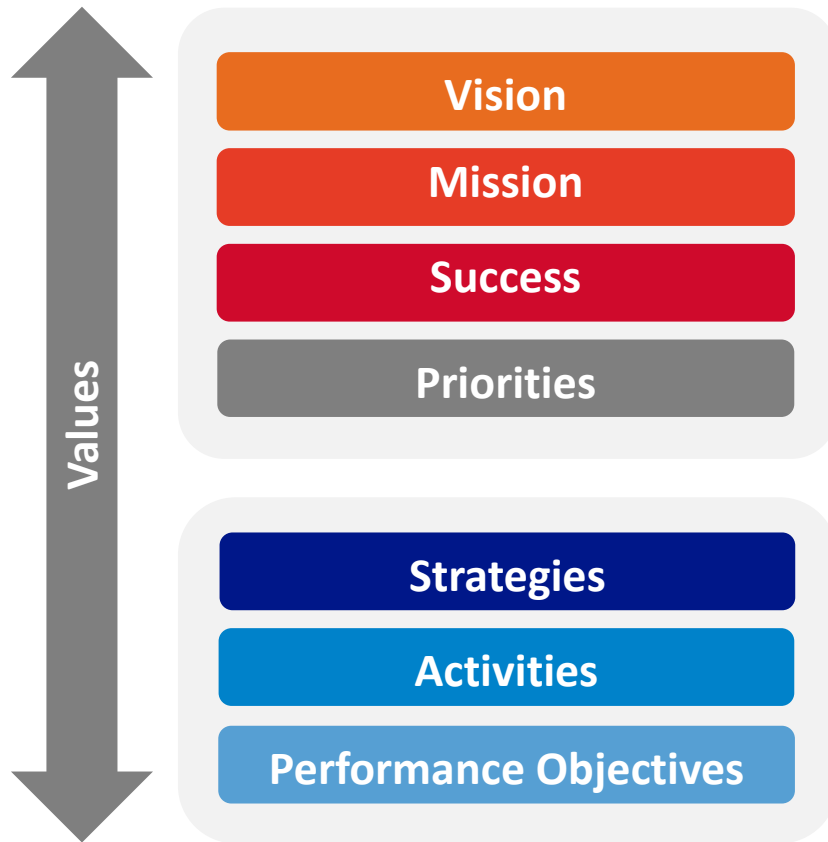 Values
Vision
Mission
Success
Priorities
Strategies
Activities
Performance Objectives